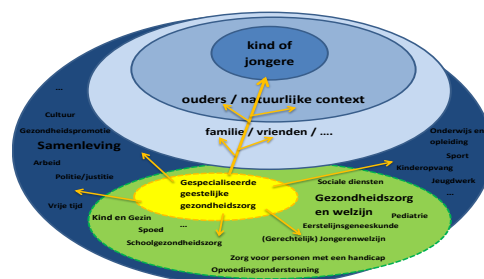 kind of
jongere
ouders / natuurlijke context
familie / vrienden / ....
...
Cultuur
Gezondheidspromotie
Samenleving
Arbeid
Politie/justitie
Vrije tijd
Onderwijs en
opleiding
Sport
Kinderopvang
Jeugdwerk
...
Gespecialiseerde
geestelijke
gezondheidszorg
Sociale diensten
Gezondheidszorg
en welzijn
Pediatrie
Kind en Gezin
...
Eerstelijnsgeneeskunde
Spoed
Schoolgezondheidszorg
(Gerechtelijk) Jongerenwelzijn
Zorg voor personen met een handicap
Opvoedingsondersteuning